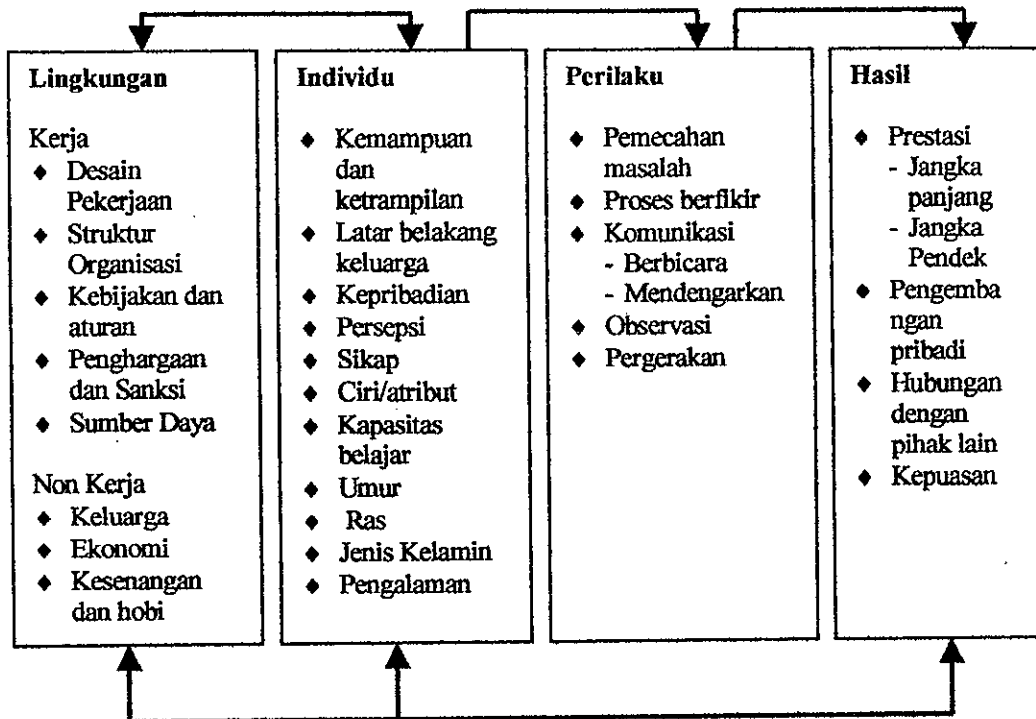 Lingkungan
Kerja
♦ Desain
Pekerjaan
♦ Struktur
Organisasi
♦ Kebijakan dan
aturan
♦ Penghargaan
dan Sanksi
♦ Sumber Daya
Non Kerja
♦ Keluarga
♦ Ekonomi
♦ Kesenangan
dan hobi
Individu
♦ Kemampuan
dan
ketrampilan
♦ Latar belakang
keluarga
♦ Kepribadian
♦ Persepsi
♦ Sikap
♦ Ciri/atribut
♦ Kapasitas
belajar
♦ Umur
♦ Ras
♦ Jenis Kelamin
♦ Pengalaman
Perilaku
♦ Pemecahan
masalah
♦ Proses berfikir
♦ Komunikasi
- Berbicara
- Mendengarkan
♦ Observasi
♦ Pergerakan
Hasil
♦ Prestasi
- Jangka
panjang
- Jangka
Pendek
♦ Pengemba
ngan
pribadi
♦ Hubungan
dengan
pihak lain
♦ Kepuasan